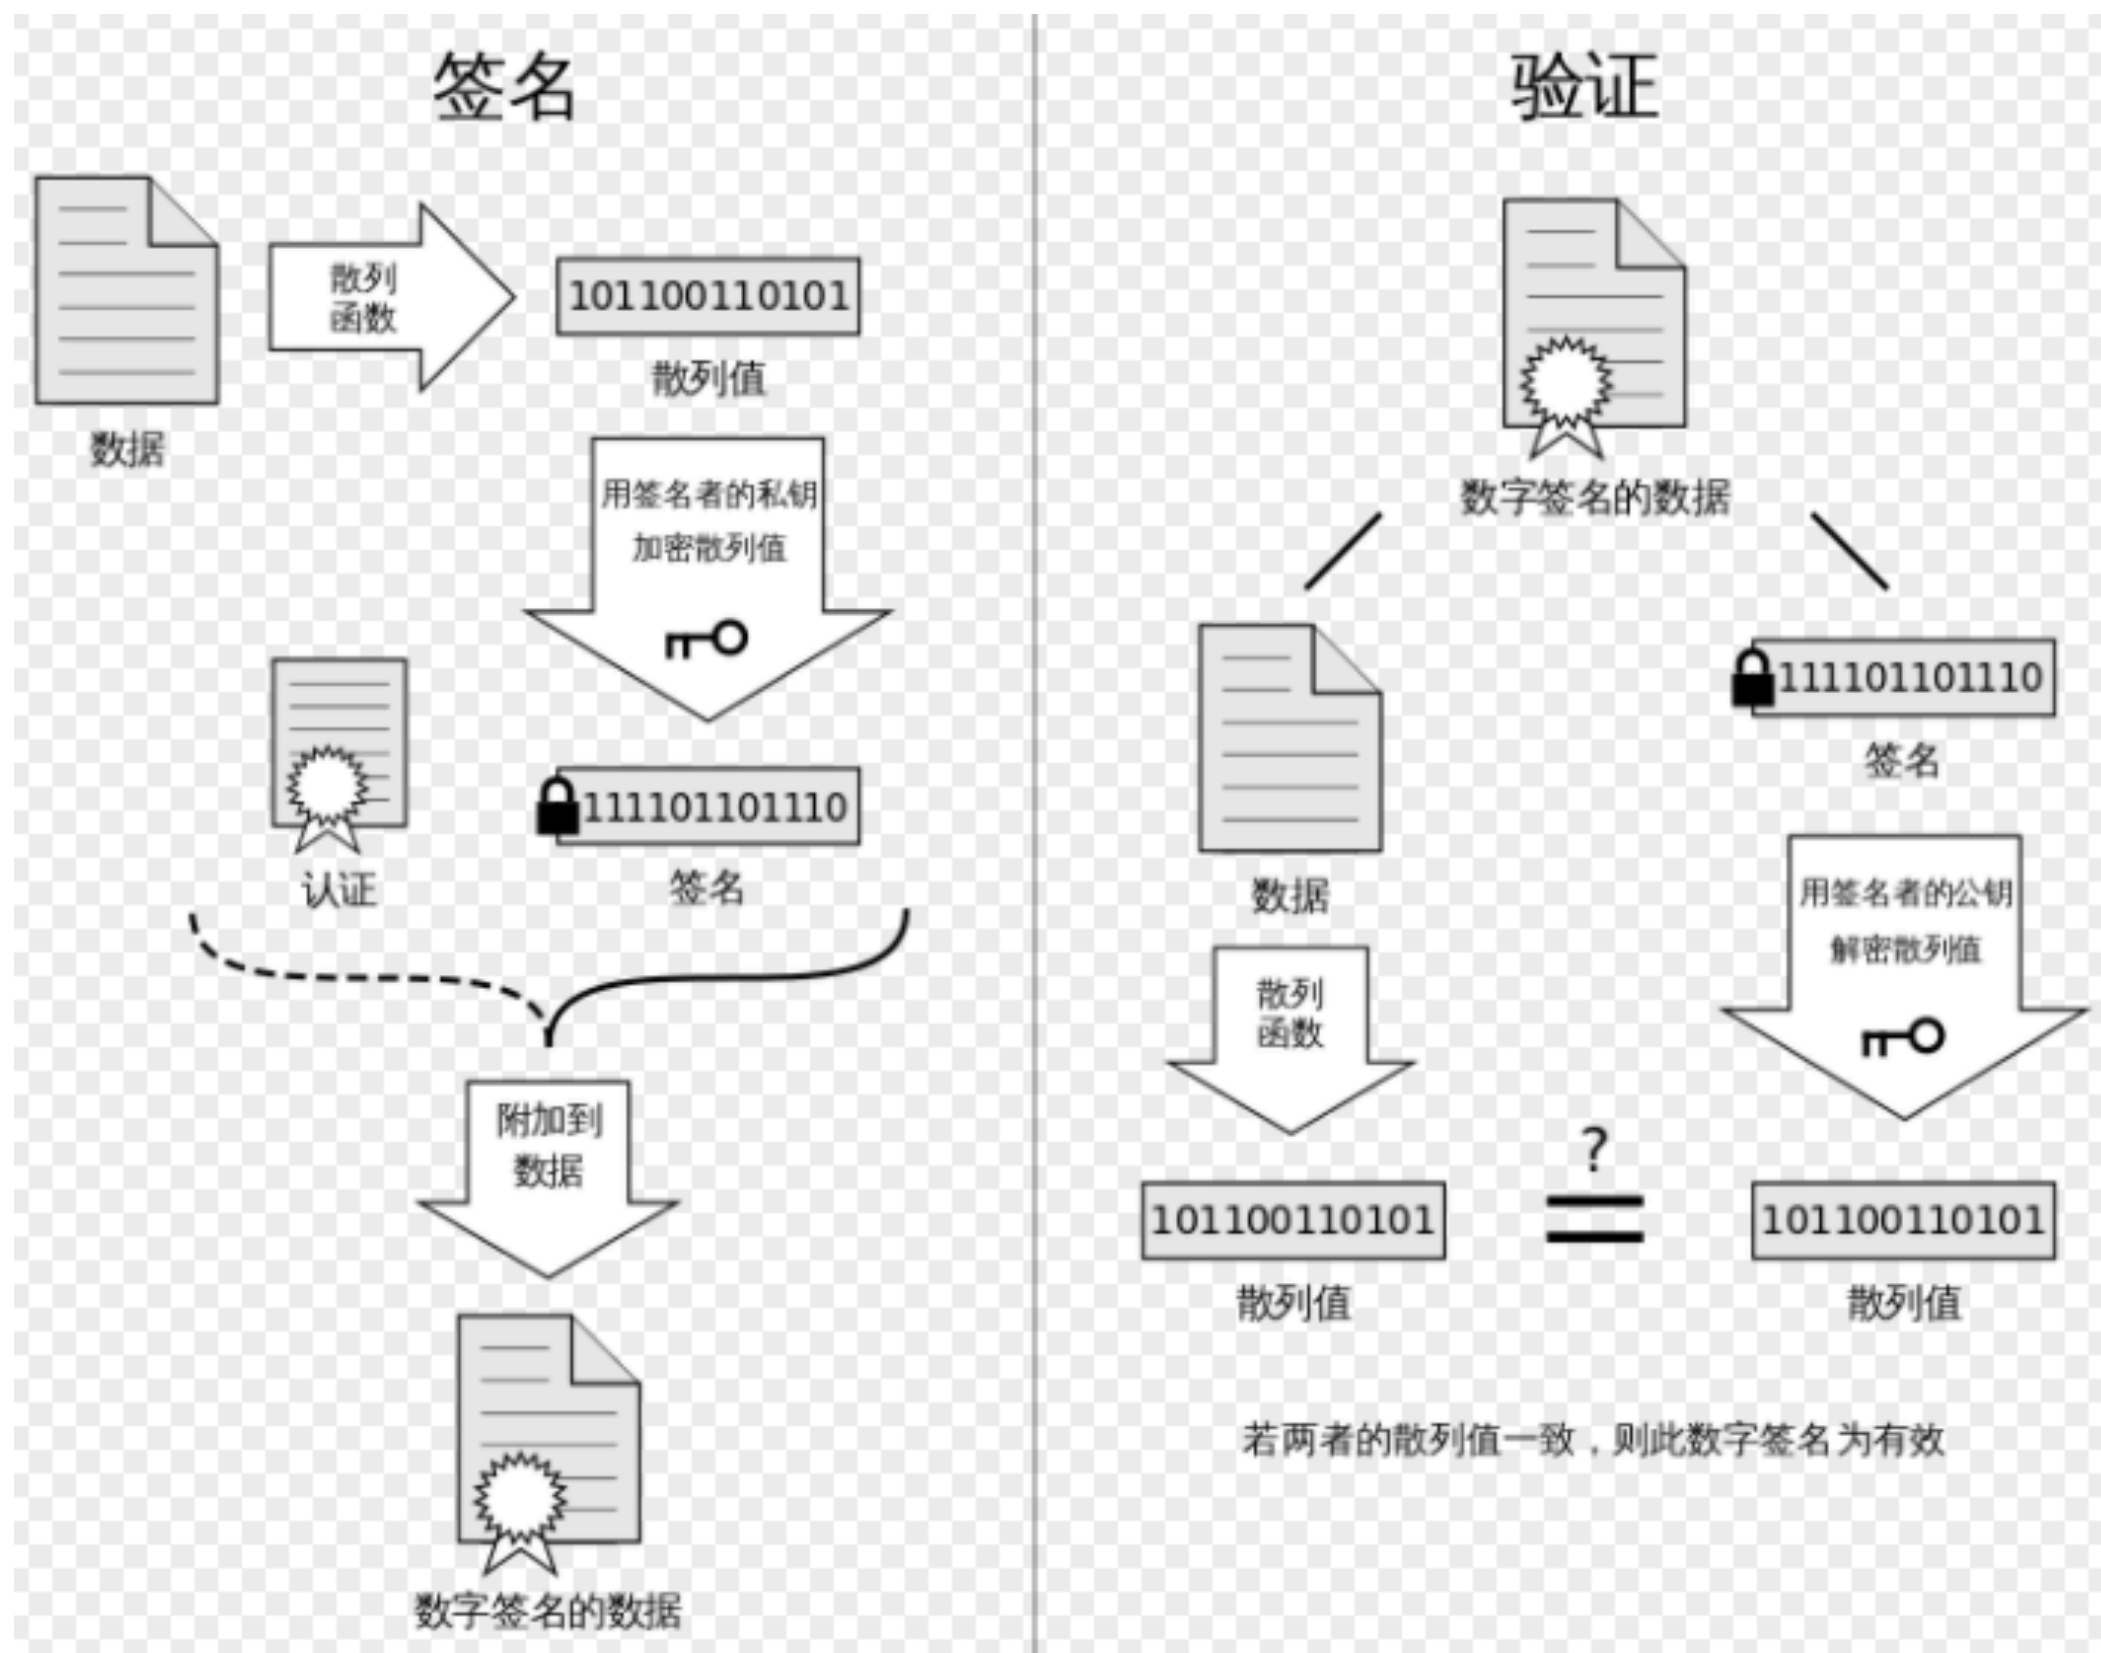 签名
散列
函数
101100110101
散列值
数据
用签名者的私钥
加密散列值
111101101110
认证
签名
附加到
数据
数字签名的数据
验证
数字签名的数据
111101101110
签名
数据
用签名者的公钥
解密散列值
散列
函数
?
101100110101
101100110101
散列值
散列值
若两者的散列值一致，则此数字签名为有效